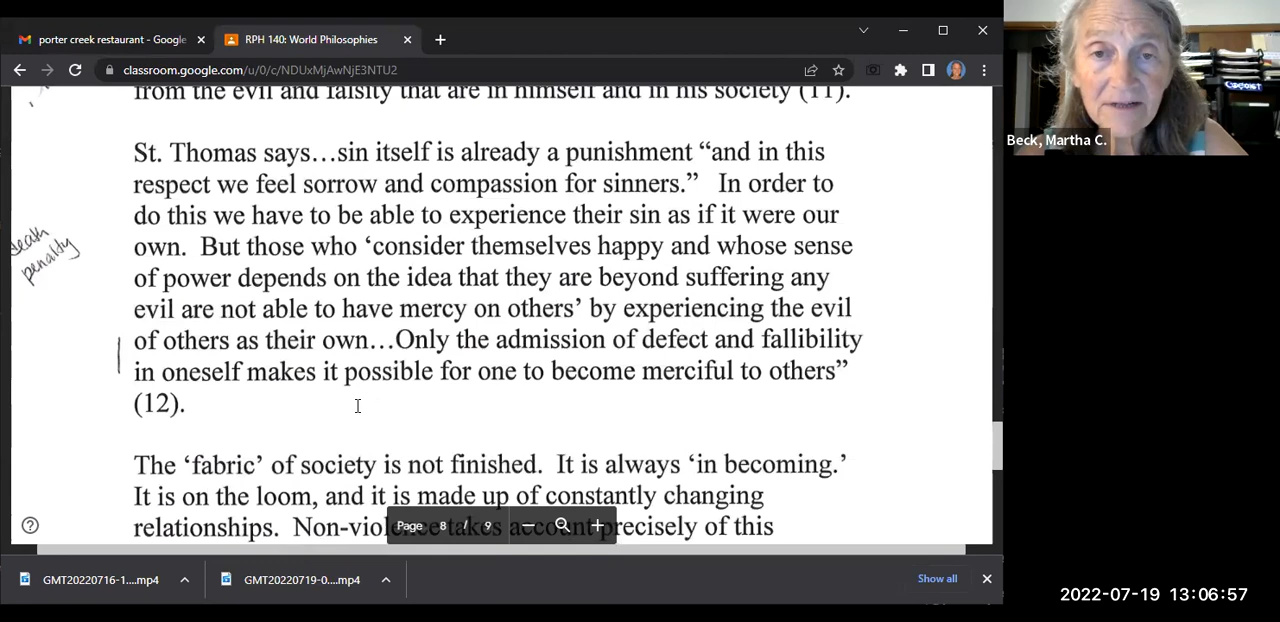 porter creek restaurant - Google
RPH 140: World Philosophies
classroom.google.com/u/0/c/NDUxMjAwNjE3NTU2
Beck, Martha C.
from the evil and falsity that are in himself and in his society (11).
St. Thomas says…sin itself is already a punishment “and in this
respect we feel sorrow and compassion for sinners.” In order to
do this we have to be able to experience their sin as if it were our
own. But those who ‘consider themselves happy and whose sense
of power depends on the idea that they are beyond suffering any
evil are not able to have mercy on others’ by experiencing the evil
of others as their own…Only the admission of defect and fallibility
in oneself makes it possible for one to become merciful to others”
(12).
death
penalty
The ‘fabric’ of society is not finished. It is always ‘in becoming.’
It is on the loom, and it is made up of constantly changing
relationships. Non-violence takes account precisely of this
Page 8 / 9
GMT20220716-1....mp4
GMT20220719-0....mp4
Show all
2022-07-19 13:06:57